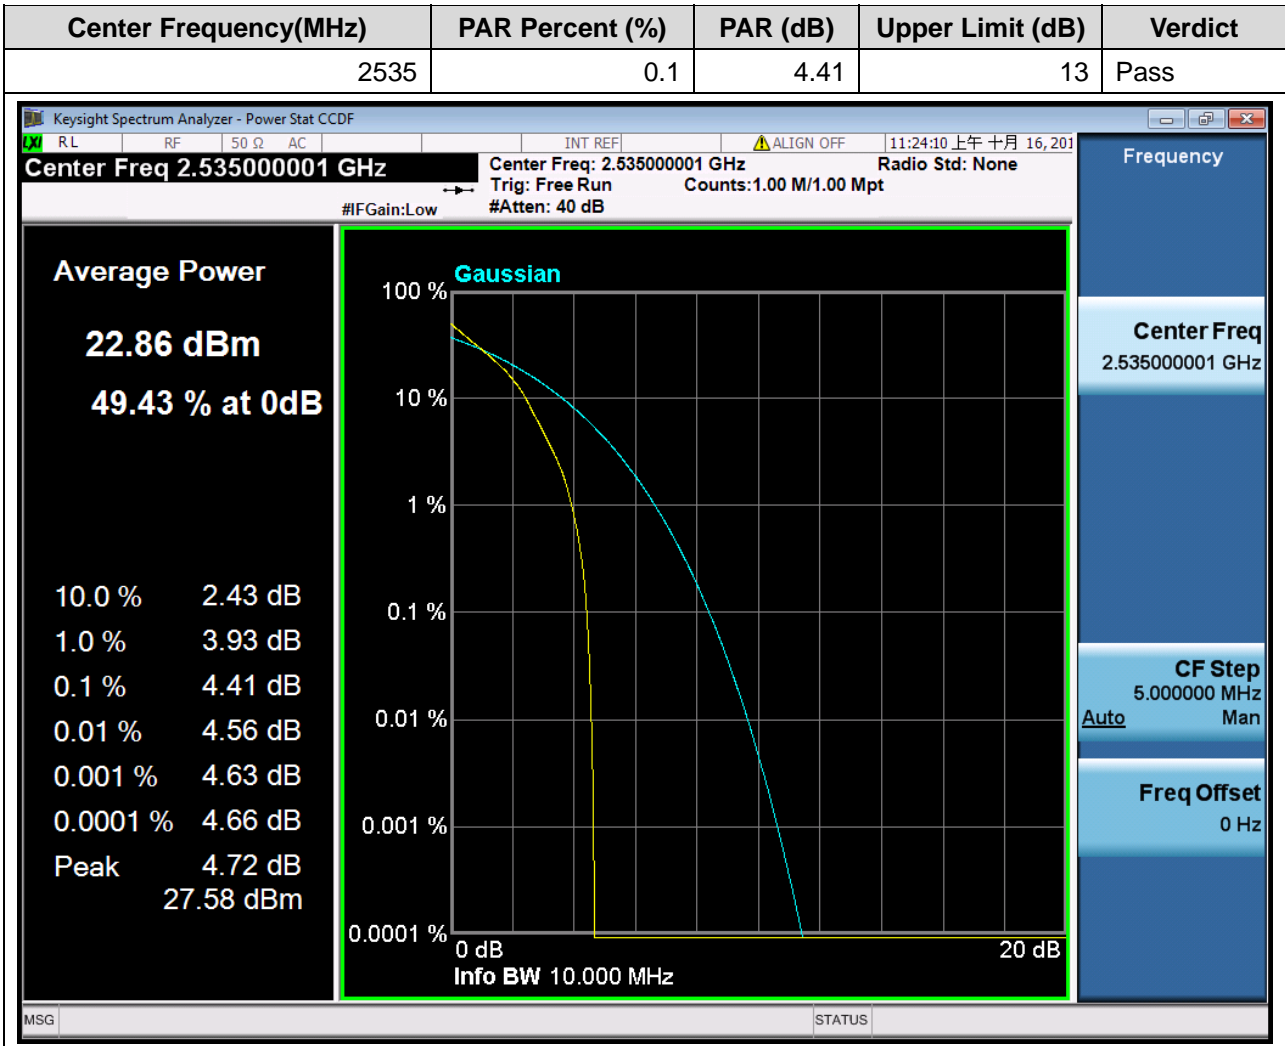 Center Frequency(MHz) PAR Percent (%) PAR (dB) Upper Limit (dB) Verdict
2535 0.1 4.41 13 Pass
Keysight Spectrum Analyzer - Power Stat CCDF
LXI RL RF 50 Ω AC INT REF ALIGN OFF 11:24:10 上午 十月 16, 201
Center Freq 2.535000001 GHz
Center Freq: 2.535000001 GHz Radio Std: None
Trig: Free Run Counts:1.00 M/1.00 Mpt
#IFGain:Low #Atten: 40 dB
Average Power
22.86 dBm
49.43 % at 0dB
10.0 % 2.43 dB
1.0 % 3.93 dB
0.1 % 4.41 dB
0.01 % 4.56 dB
0.001 % 4.63 dB
0.0001 % 4.66 dB
Peak 4.72 dB
27.58 dBm
Gaussian
100 %
10 %
1 %
0.1 %
0.01 %
0.001 %
0.0001 %
0 dB 20 dB
Info BW 10.000 MHz
Frequency
Center Freq
2.535000001 GHz
CF Step
5.000000 MHz
Auto Man
Freq Offset
0 Hz
MSG STATUS